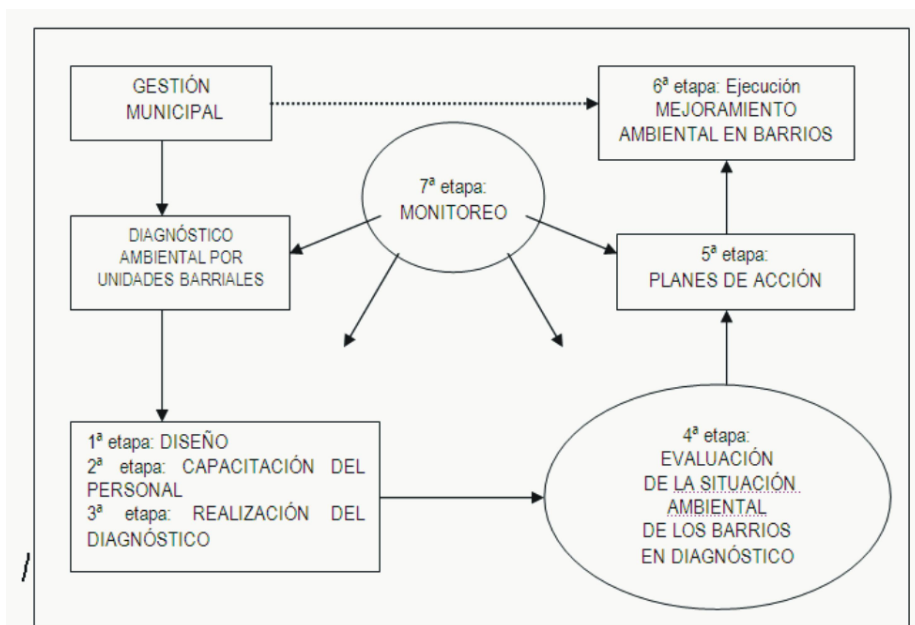 GESTIÓN
MUNICIPAL
6ª etapa: Ejecución
MEJORAMIENTO
AMBIENTAL EN BARRIOS
7ª etapa:
MONITOREO
DIAGNÓSTICO
AMBIENTAL POR
UNIDADES BARRIALES
5ª etapa:
PLANES DE ACCIÓN
1ª etapa: DISEÑO
2ª etapa: CAPACITACIÓN DEL
PERSONAL
3ª etapa: REALIZACIÓN DEL
DIAGNÓSTICO
4ª etapa:
EVALUACIÓN
DE LA SITUACIÓN
AMBIENTAL
DE LOS BARRIOS
EN DIAGNÓSTICO